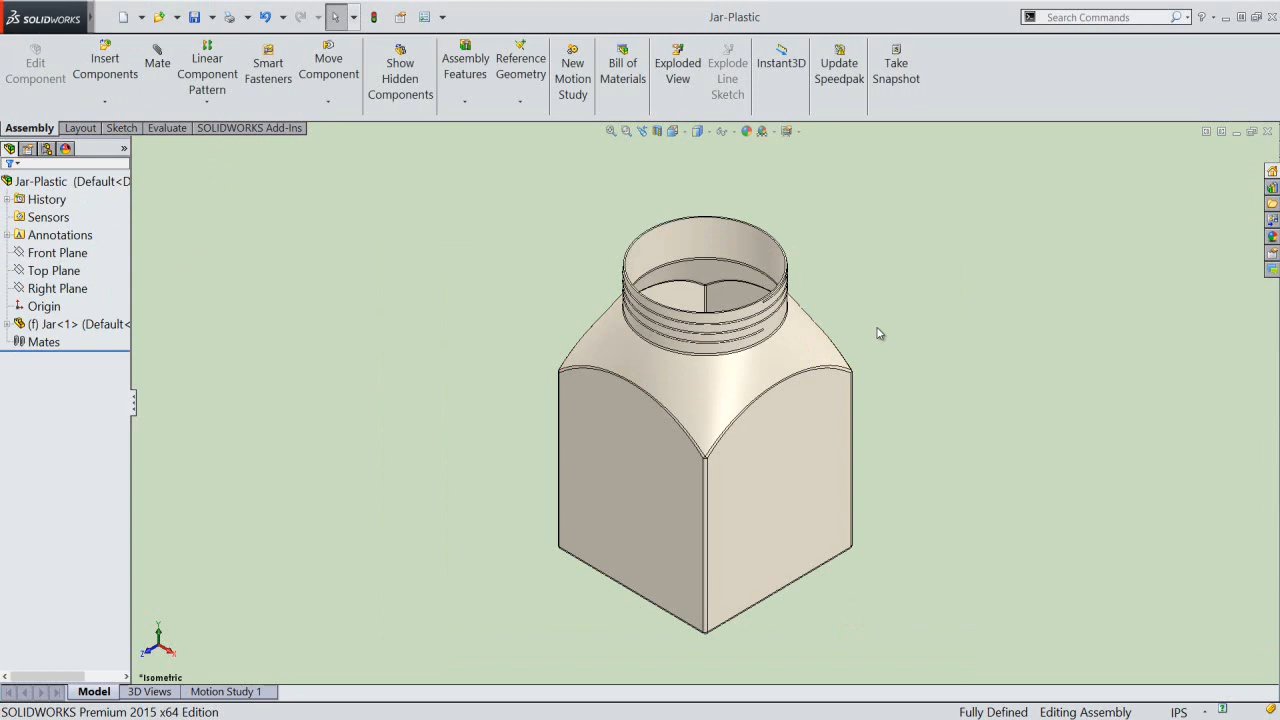 SOLIDWORKS
Jar-Plastic
Search Commands
Edit Component
Insert Components
Mate
Linear Component Pattern
Smart Fasteners
Move Component
Show Hidden Components
Assembly Features
Reference Geometry
New Motion Study
Bill of Materials
Exploded View
Explode Line Sketch
Instant3D
Update Speedpak
Take Snapshot
Assembly
Layout
Sketch
Evaluate
SOLIDWORKS Add-Ins
Jar-Plastic (Default<D
History
Sensors
Annotations
Front Plane
Top Plane
Right Plane
Origin
(f) Jar<1> (Default<
Mates
Y
Z
X
*Isometric
Model
3D Views
Motion Study 1
SOLIDWORKS Premium 2015 x64 Edition
Fully Defined
Editing Assembly
IPS